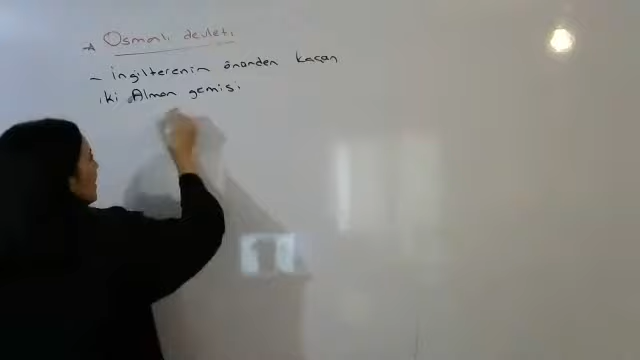 * Osmanlı devleti
- İngilterenin önünden kaçan
iki Alman gemisi